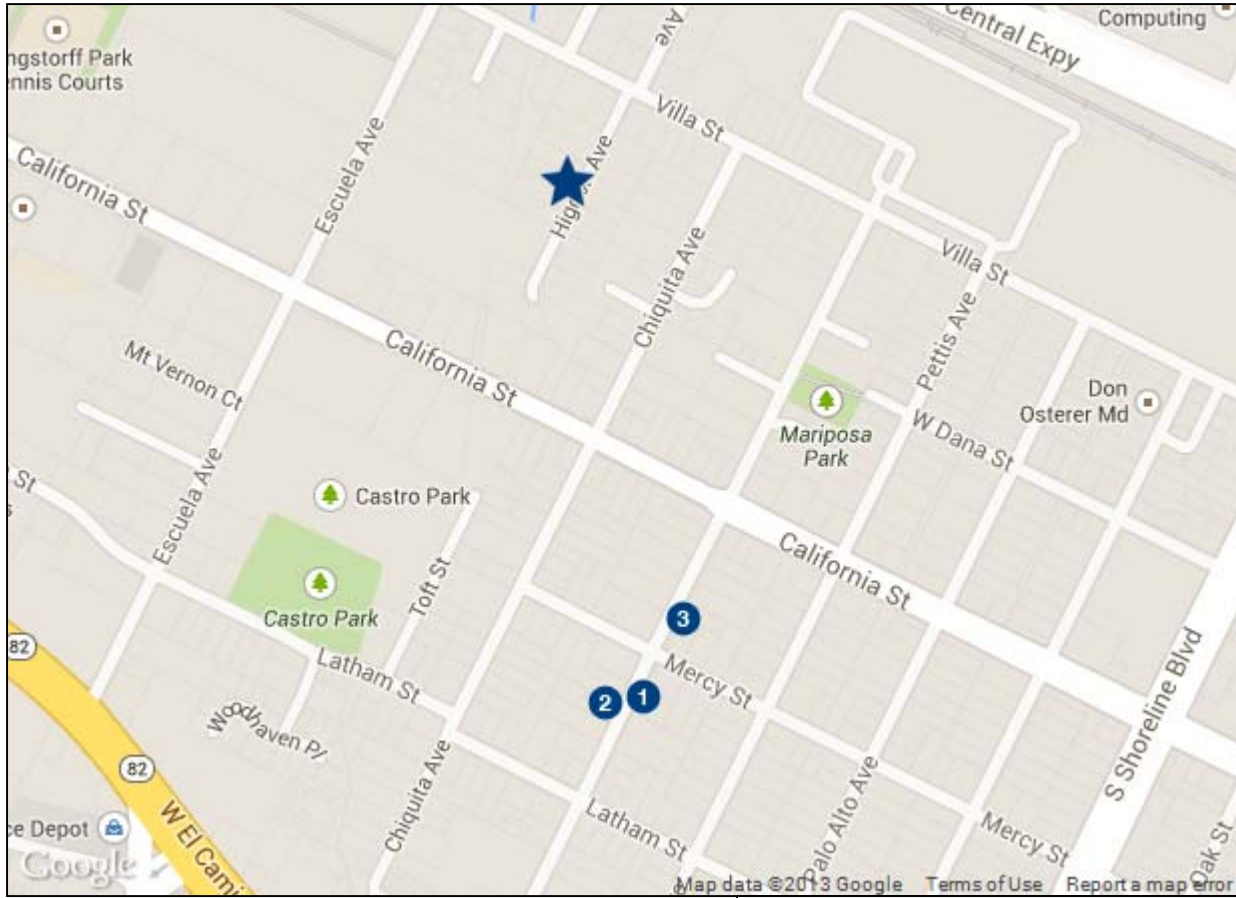 Computing
Central Expy
Ave
ngstorff Park
ennis Courts
Villa St
Escuela Ave
California St
Ave
Chiquita Ave
Villa St
Pettis Ave
California St
Mt Vernon Ct
Don
Osterer Md
Mariposa
Park
W Dana St
St
Escuela Ave
Castro Park
California St
Toft St
Castro Park
3
82
Latham St
Mercy St
2
1
S Shoreline Blvd
Woodhaven Pl
82
Chiquita Ave
Latham St
Palo Alto Ave
Mercy St
W El Cami
ce Depot
Oak St
Google
Map data ©2013 Google
Terms of Use
Report a map error